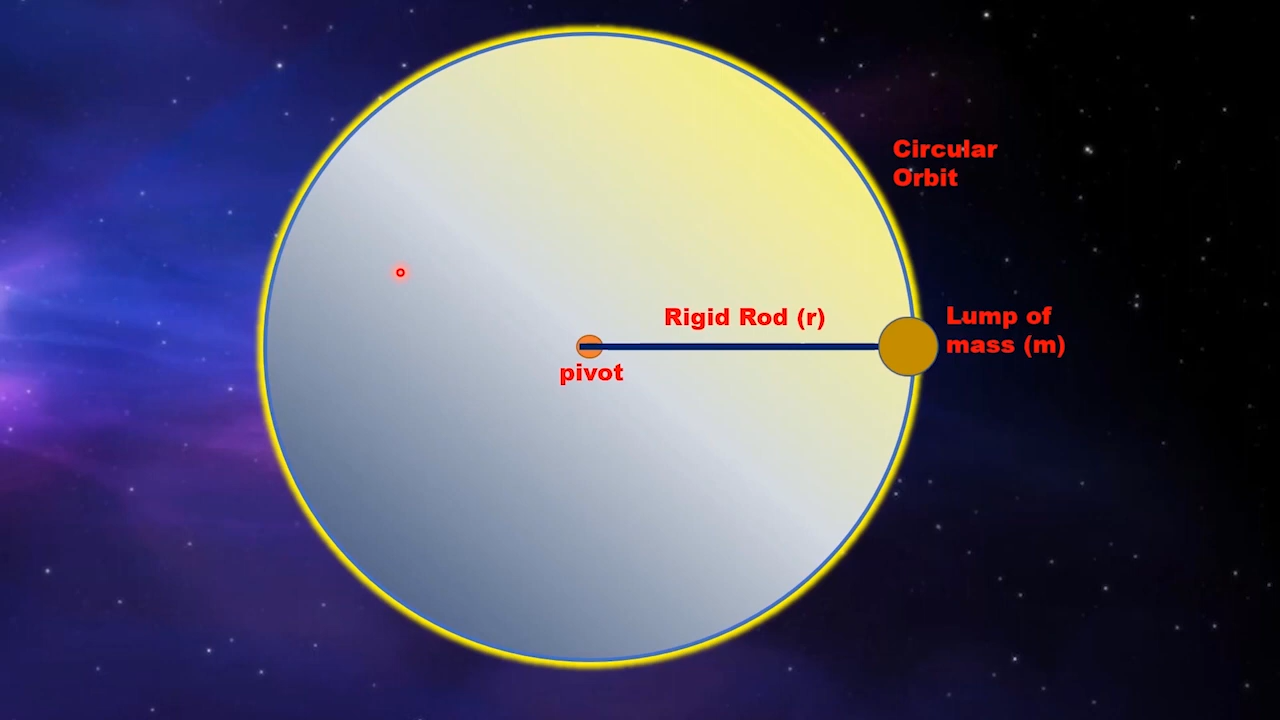 Circular
Orbit
Rigid Rod (r)
Lump of
mass (m)
pivot